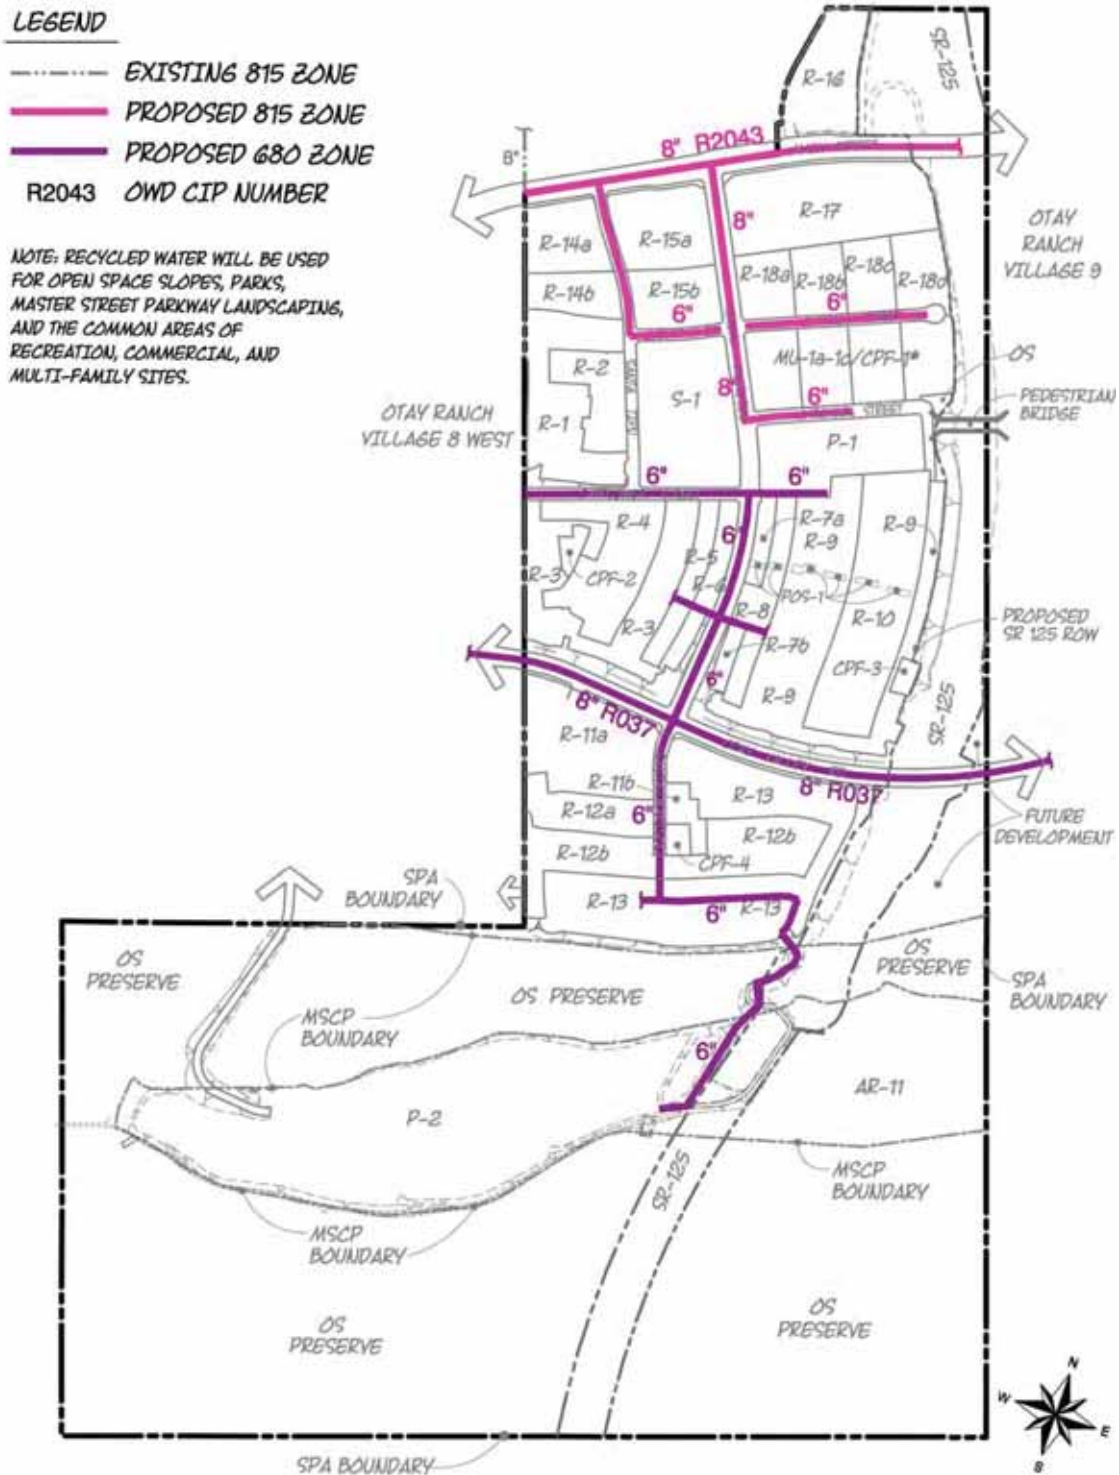 LEGEND
EXISTING 815 ZONE
PROPOSED 815 ZONE
PROPOSED 680 ZONE
R2043 OWD CIP NUMBER
NOTE: RECYCLED WATER WILL BE USED
FOR OPEN SPACE SLOPES, PARKS,
MASTER STREET PARKWAY LANDSCAPING,
AND THE COMMON AREAS OF
RECREATION, COMMERCIAL, AND
MULTI-FAMILY SITES.
R-16
SR-125
8" R2043
8"
OTAY
RANCH
VILLAGE 9
R-14a
R-15a
8"
R-17
R-14b
R-15b
R-18a
R-18b
R-18c
R-18d
6"
6"
R-2
S-1
8"
MU-1a-1c/CPF-1*
6"
STREET
OS
PEDESTRIAN
BRIDGE
OTAY RANCH
VILLAGE 8 WEST
R-1
P-1
6"
6"
R-4
R-5
R-6
6"
R-7a
R-9
R-9
R-3
CPF-2
POS-1
R-3
R-8
R-10
PROPOSED
SR 125 ROW
R-7b
CPF-3
6"
R-9
SR-125
8" R037
R-11a
R-11b
R-13
8" R037
R-12a
6"
R-12b
R-12b
CPF-4
FUTURE
DEVELOPMENT
SPA
BOUNDARY
R-13
6"
R-13
OS
PRESERVE
OS PRESERVE
OS
PRESERVE
SPA
BOUNDARY
MSCP
BOUNDARY
6"
AR-11
P-2
SR-125
MSCP
BOUNDARY
MSCP
BOUNDARY
OS
PRESERVE
OS
PRESERVE
SPA BOUNDARY
N
W
E
S